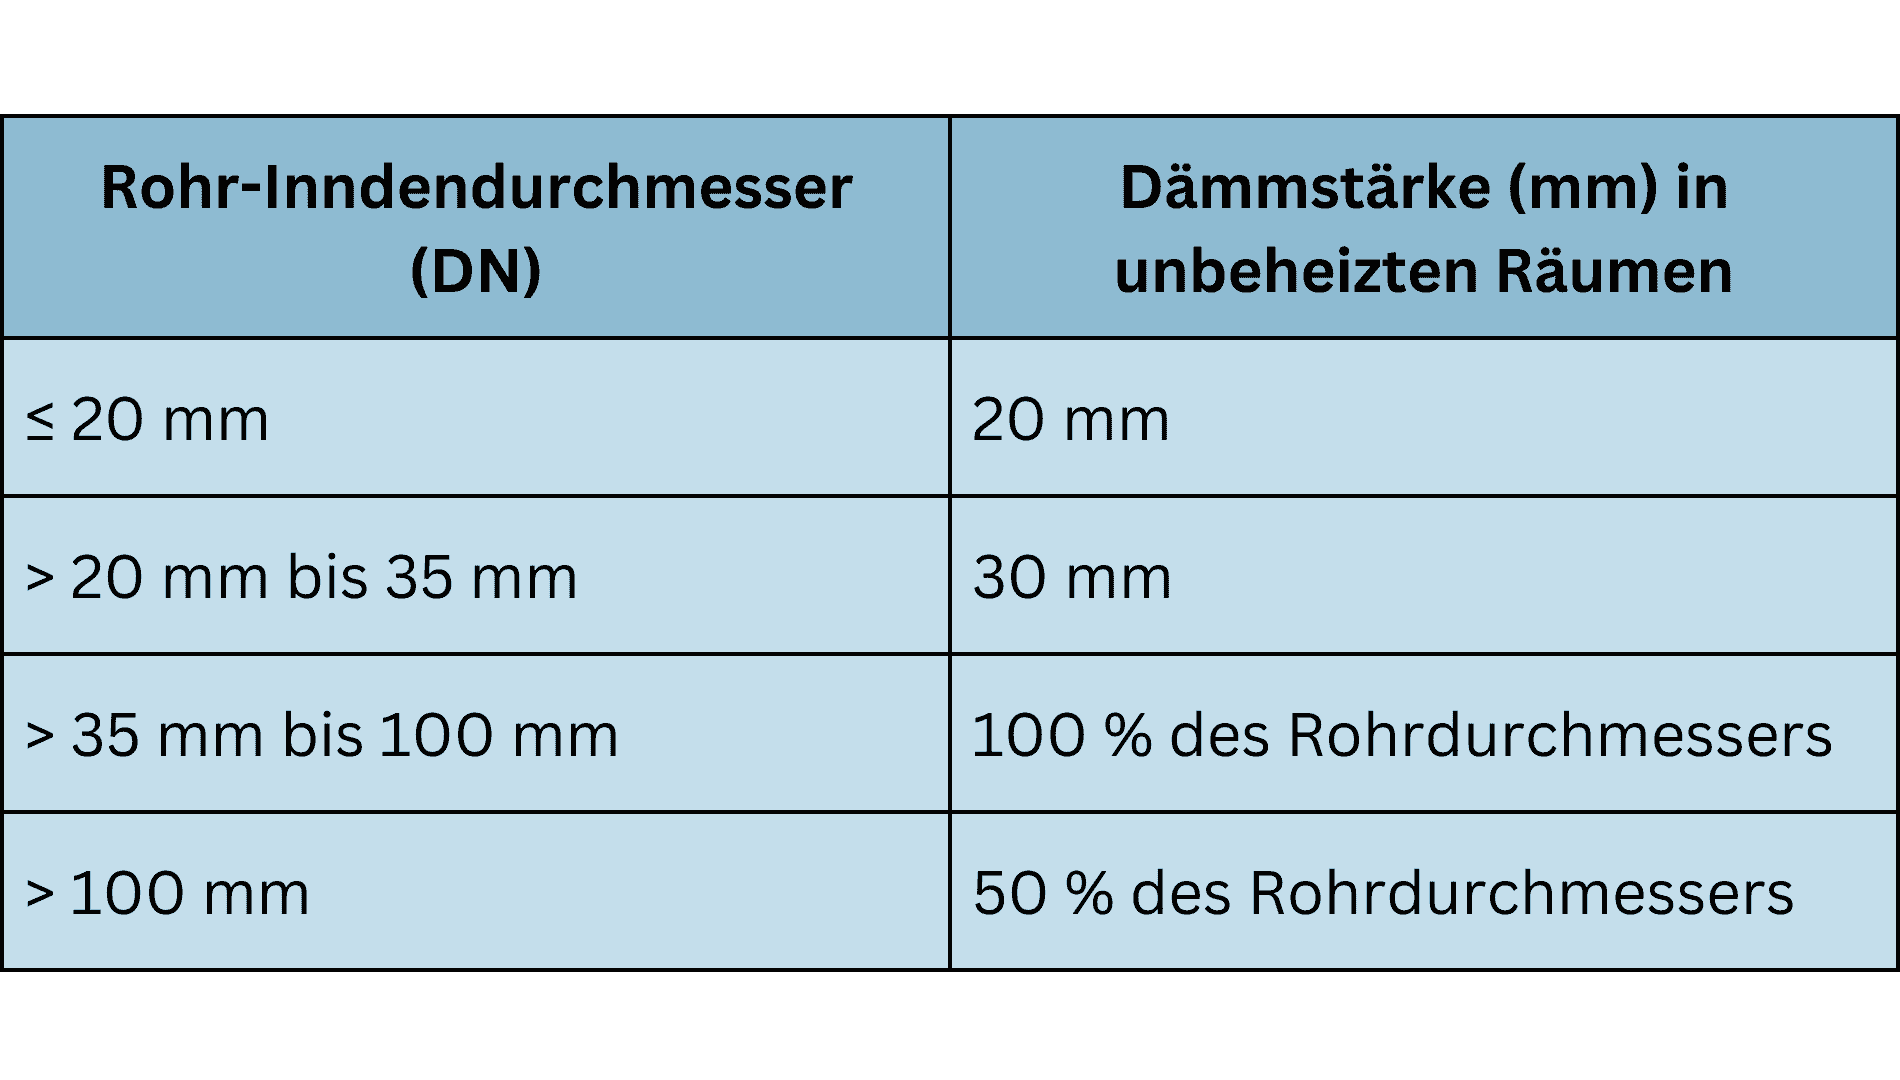 Rohr-Inndendurchmesser
(DN)
Dämmstärke (mm) in
unbeheizten Räumen
≤ 20 mm
20 mm
> 20 mm bis 35 mm
30 mm
> 35 mm bis 100 mm
100 % des Rohrdurchmessers
> 100 mm
50 % des Rohrdurchmessers